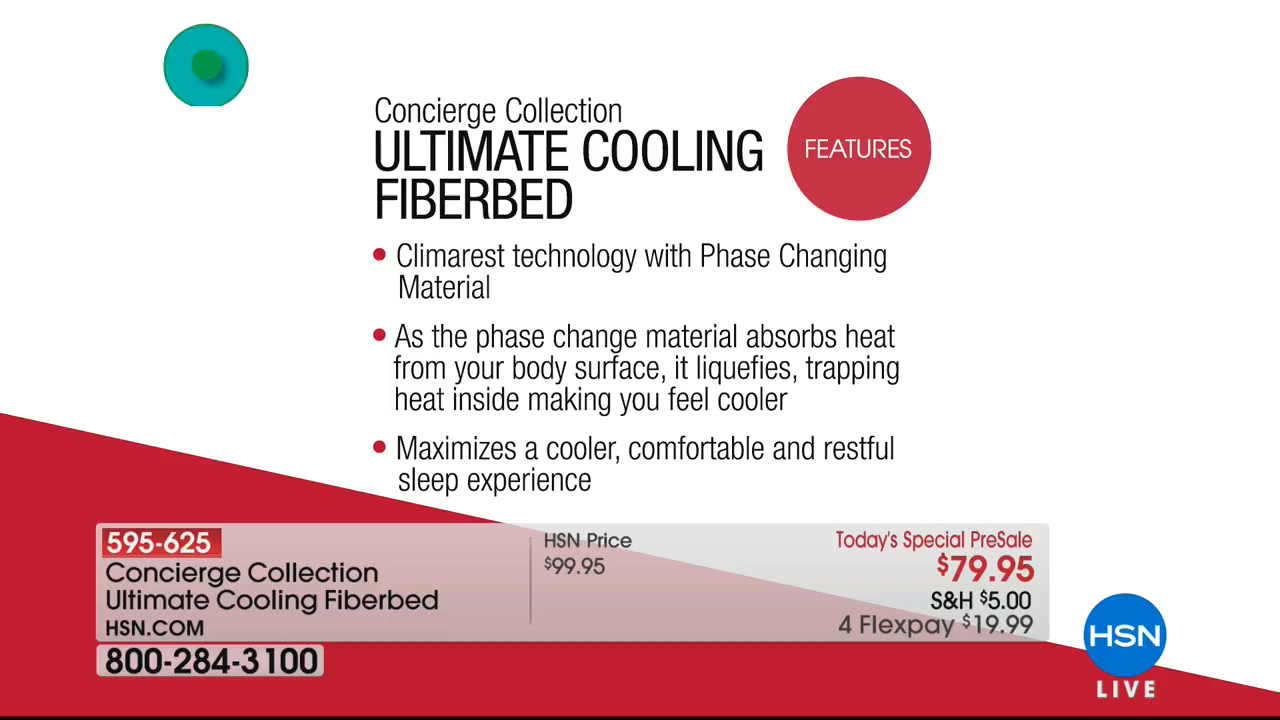 Concierge Collection
ULTIMATE COOLING
FIBERBED
FEATURES
• Climarest technology with Phase Changing
Material
• As the phase change material absorbs heat
from your body surface, it liquefies, trapping
heat inside making you feel cooler
• Maximizes a cooler, comfortable and restful
sleep experience
595-625
Concierge Collection
Ultimate Cooling Fiberbed
HSN.COM
800-284-3100
HSN Price
$99.95
Today's Special PreSale
$79.95
S&H $5.00
4 Flexpay $19.99
HSN
LIVE